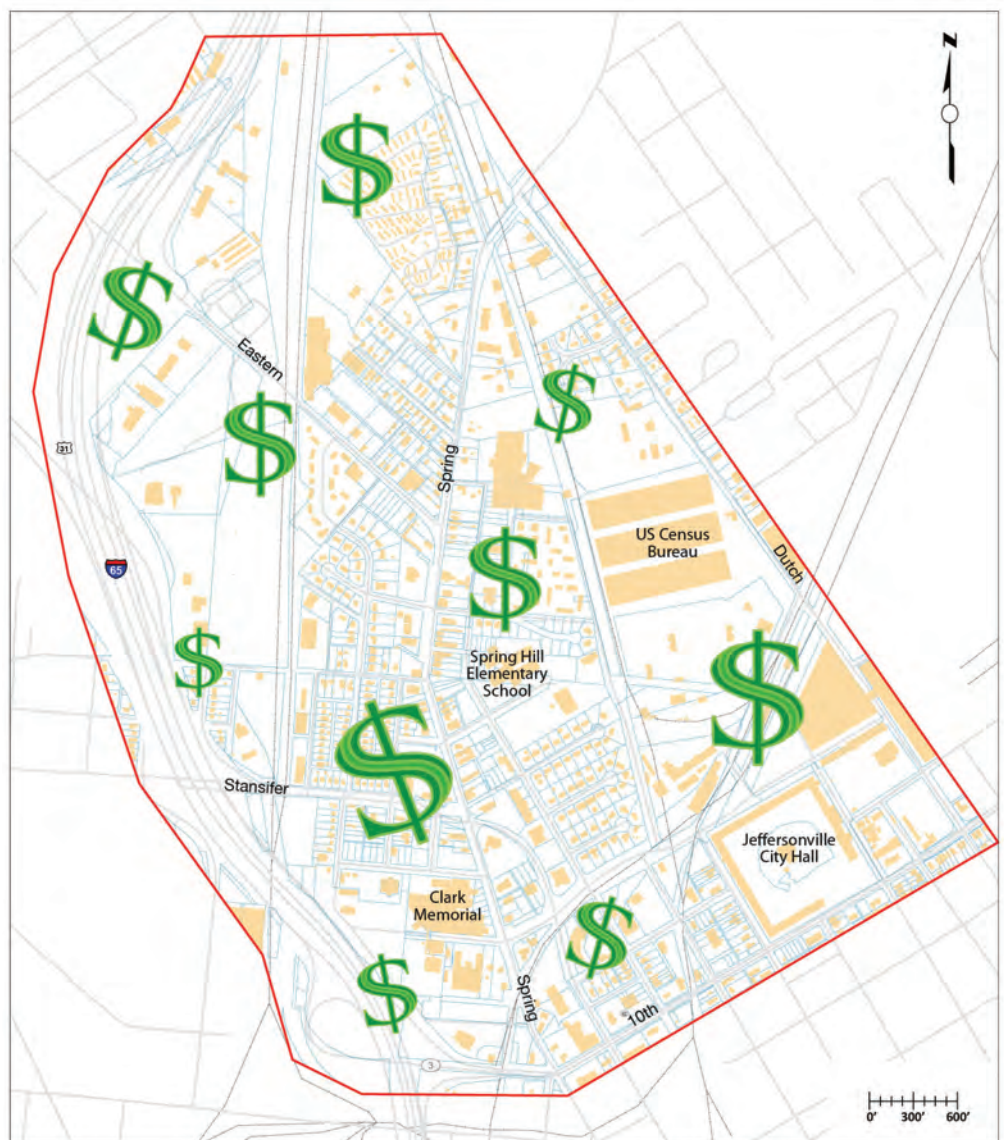 N
$
$
$
Eastern
$
Spring
31
US Census
Bureau
Dutch
65
$
Spring Hill
Elementary
School
$
$
$
Stansifer
Jeffersonville
City Hall
Clark
Memorial
$
$
Spring
10th
3
0' 300' 600'